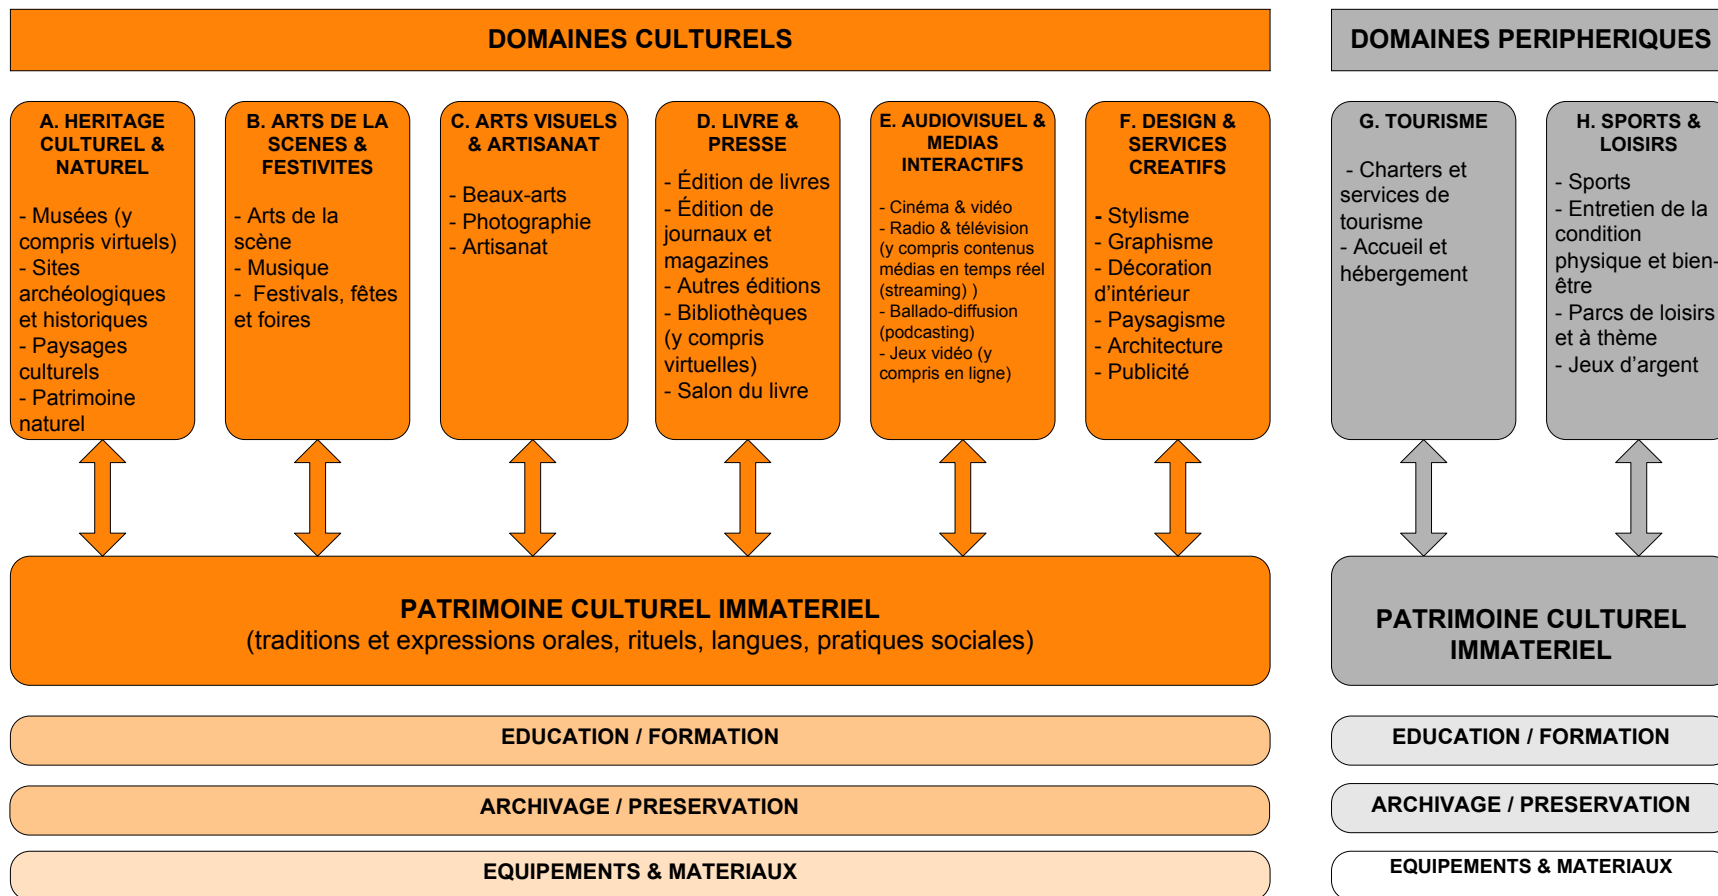 DOMAINES CULTURELS
DOMAINES PERIPHERIQUES
A. HERITAGE
CULTUREL &
NATUREL
- Musées (y
compris virtuels)
- Sites
archéologiques
et historiques
- Paysages
culturels
- Patrimoine
naturel
B. ARTS DE LA
SCENES &
FESTIVITES
- Arts de la
scène
- Musique
- Festivals, fêtes
et foires
C. ARTS VISUELS
& ARTISANAT
- Beaux-arts
- Photographie
- Artisanat
D. LIVRE &
PRESSE
- Édition de livres
- Édition de
journaux et
magazines
- Autres éditions
- Bibliothèques
(y compris
virtuelles)
- Salon du livre
E. AUDIOVISUEL &
MEDIAS
INTERACTIFS
- Cinéma & vidéo
- Radio & télévision
(y compris contenus
médias en temps réel
(streaming) )
- Ballado-diffusion
(podcasting)
- Jeux vidéo (y
compris en ligne)
F. DESIGN &
SERVICES
CREATIFS
- Stylisme
- Graphisme
- Décoration
d’intérieur
- Paysagisme
- Architecture
- Publicité
G. TOURISME
- Charters et
services de
tourisme
- Accueil et
hébergement
H. SPORTS &
LOISIRS
- Sports
- Entretien de la
condition
physique et bien-
être
- Parcs de loisirs
et à thème
- Jeux d’argent
PATRIMOINE CULTUREL IMMATERIEL
(traditions et expressions orales, rituels, langues, pratiques sociales)
PATRIMOINE CULTUREL
IMMATERIEL
EDUCATION / FORMATION
EDUCATION / FORMATION
ARCHIVAGE / PRESERVATION
ARCHIVAGE / PRESERVATION
EQUIPEMENTS & MATERIAUX
EQUIPEMENTS & MATERIAUX